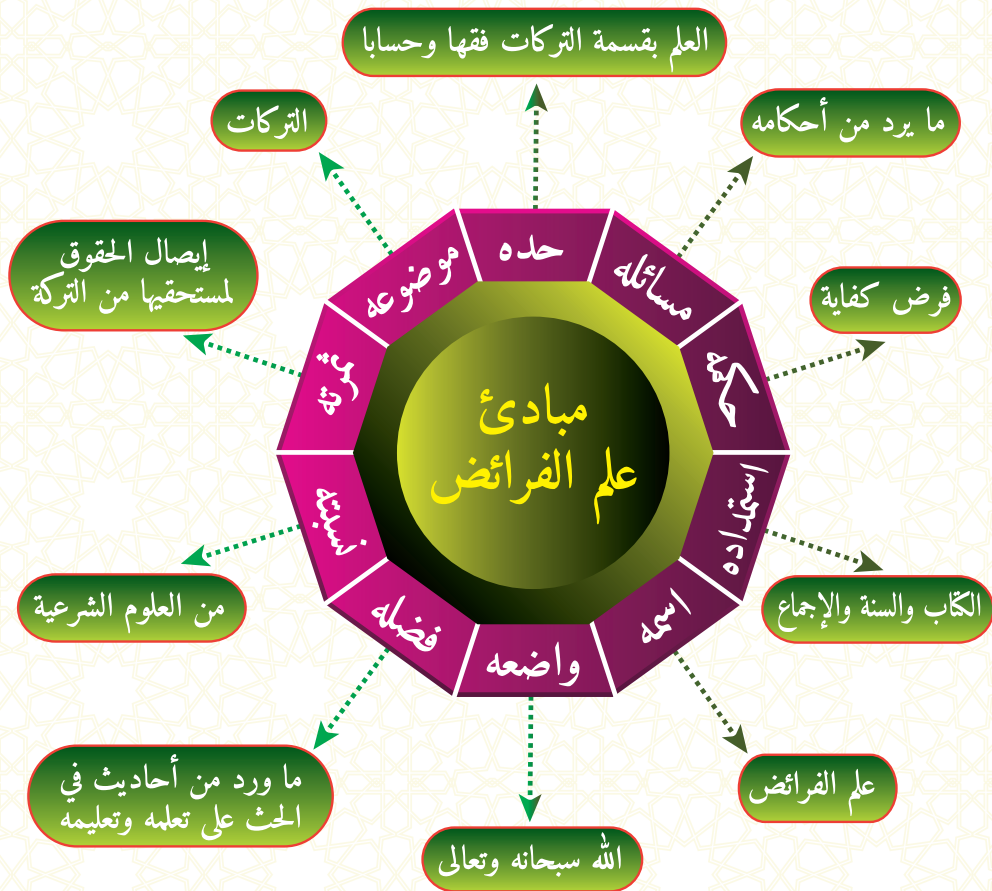 مبادئ
علم الفرائض
حده
العلم بقسمة التركات فقها وحسابا
موضوعه
التركات
ثمرته
إيصال الحقوق
لمستحقيها من التركة
نسبته
من العلوم الشرعية
فضله
ما ورد من أحاديث في
الحث على تعلمه وتعليمه
واضعه
الله سبحانه وتعالى
اسمه
علم الفرائض
استمداده
الكتاب والسنة والإجماع
حكمه
فرض كفاية
مسائله
ما يرد من أحكامه